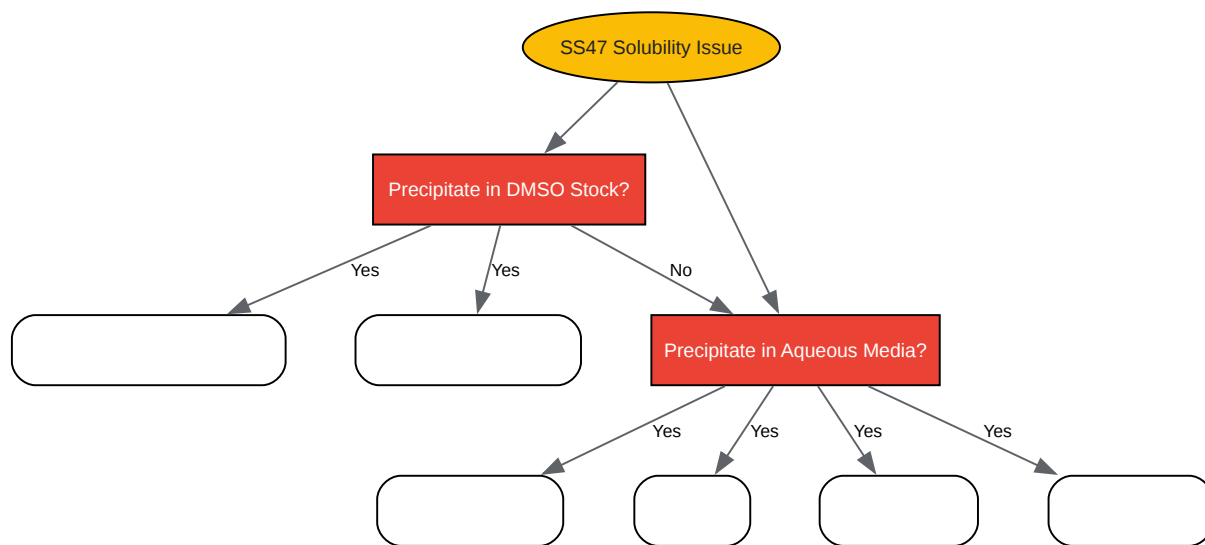 SS47 Solubility Issue
Precipitate in DMSO Stock?
Yes
Yes
No
Precipitate in Aqueous Media?
Yes
Yes
Yes
Yes